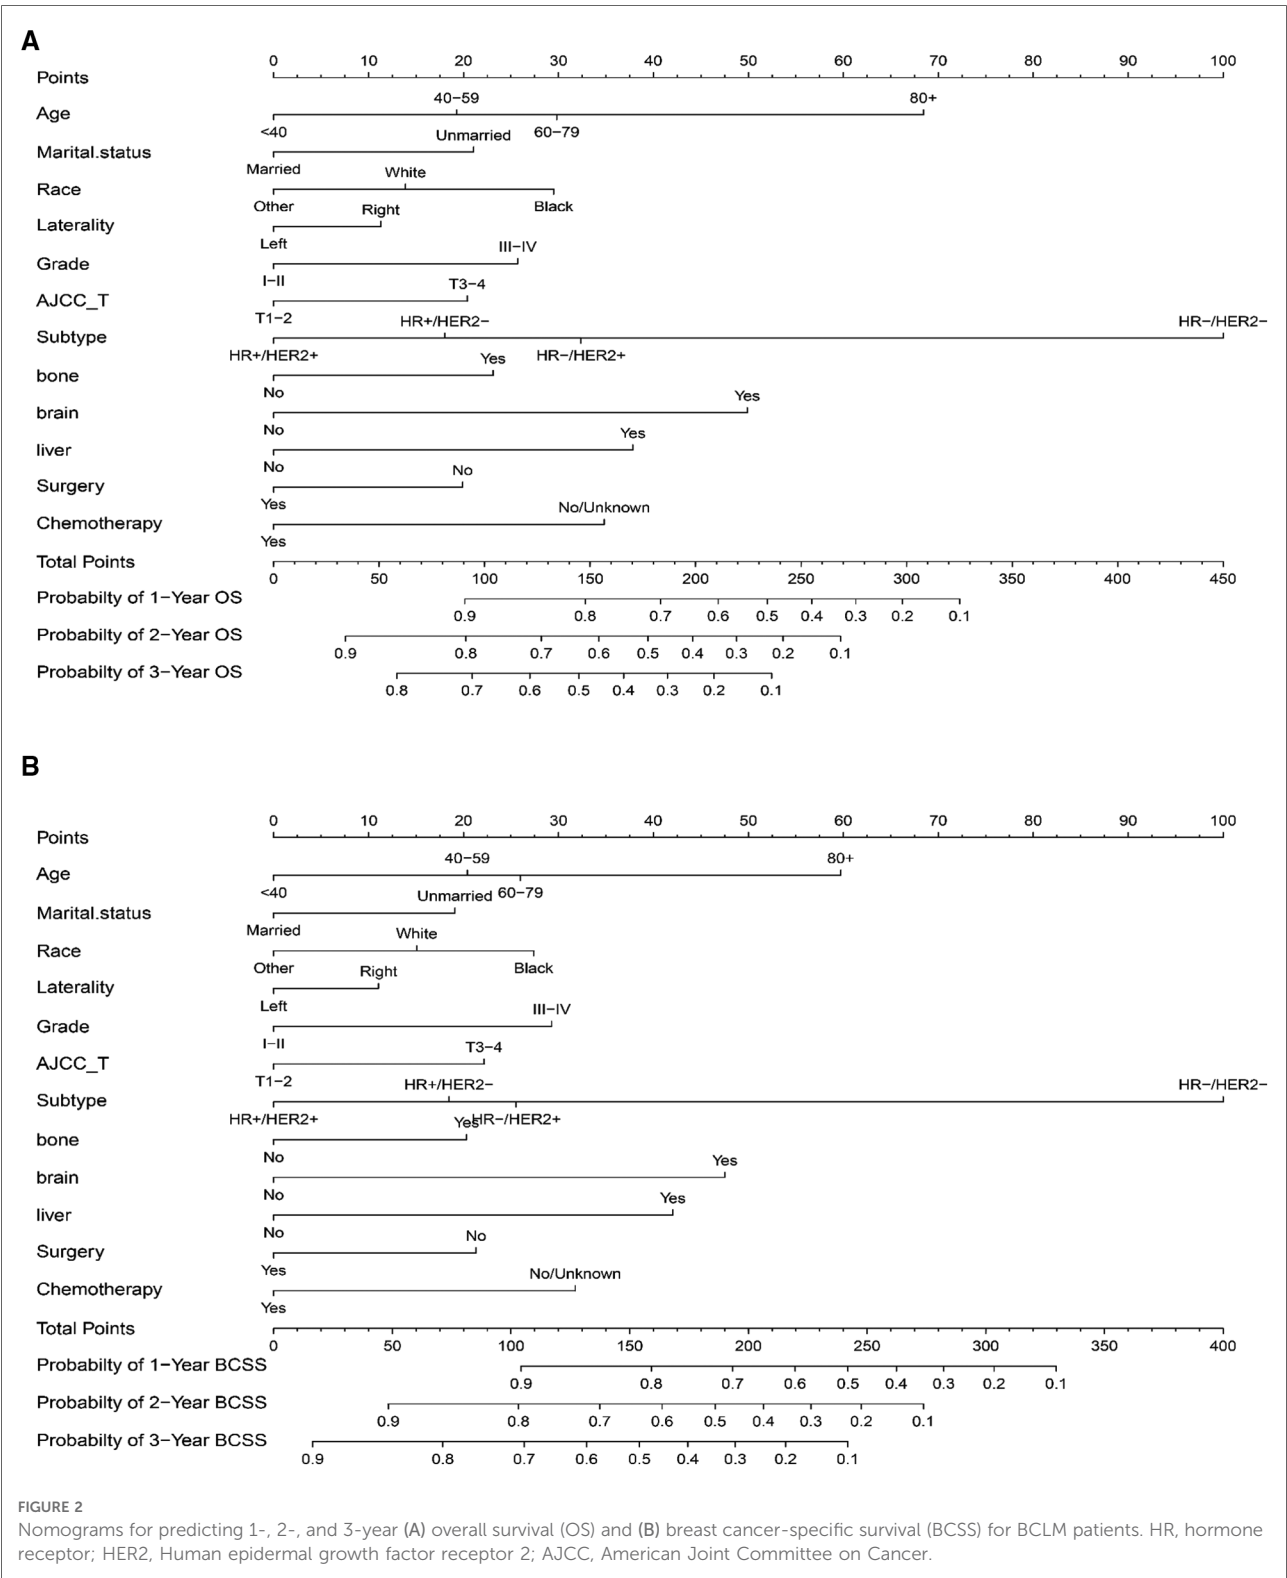 A
0 10 20 30 40 50 60 70 80 90 100
Points
40−59 80+
Age
<40 60−79
Unmarried
Marital.status
Married
White
Race
Other Black
Right
Laterality
Left
III−IV
Grade
I−II
T3−4
AJCC_T
T1−2
HR+/HER2− HR−/HER2−
Subtype
HR+/HER2+ HR−/HER2+
Yes
bone
No
Yes
brain
No
Yes
liver
No
No
Surgery
Yes
No/Unknown
Chemotherapy
Yes
Total Points
0 50 100 150 200 250 300 350 400 450
Probabilty of 1−Year OS
0.9 0.8 0.7 0.6 0.5 0.4 0.3 0.2 0.1
Probabilty of 2−Year OS
0.9 0.8 0.7 0.6 0.5 0.4 0.3 0.2 0.1
Probabilty of 3−Year OS
0.8 0.7 0.6 0.5 0.4 0.3 0.2 0.1
B
0 10 20 30 40 50 60 70 80 90 100
Points
40−59 80+
Age
<40 60−79
Unmarried
Marital.status
Married
White
Race
Other Black
Right
Laterality
Left
III−IV
Grade
I−II
T3−4
AJCC_T
T1−2
HR+/HER2− HR−/HER2−
Subtype
HR+/HER2+ HR−/HER2+
Yes
bone
No
Yes
brain
No
Yes
liver
No
No
Surgery
Yes
No/Unknown
Chemotherapy
Yes
Total Points
0 50 100 150 200 250 300 350 400
Probabilty of 1−Year BCSS
0.9 0.8 0.7 0.6 0.5 0.4 0.3 0.2 0.1
Probabilty of 2−Year BCSS
0.9 0.8 0.7 0.6 0.5 0.4 0.3 0.2 0.1
Probabilty of 3−Year BCSS
0.9 0.8 0.7 0.6 0.5 0.4 0.3 0.2 0.1
FIGURE 2
Nomograms for predicting 1-, 2-, and 3-year (A) overall survival (OS) and (B) breast cancer-specific survival (BCSS) for BCLM patients. HR, hormone
receptor; HER2, Human epidermal growth factor receptor 2; AJCC, American Joint Committee on Cancer.